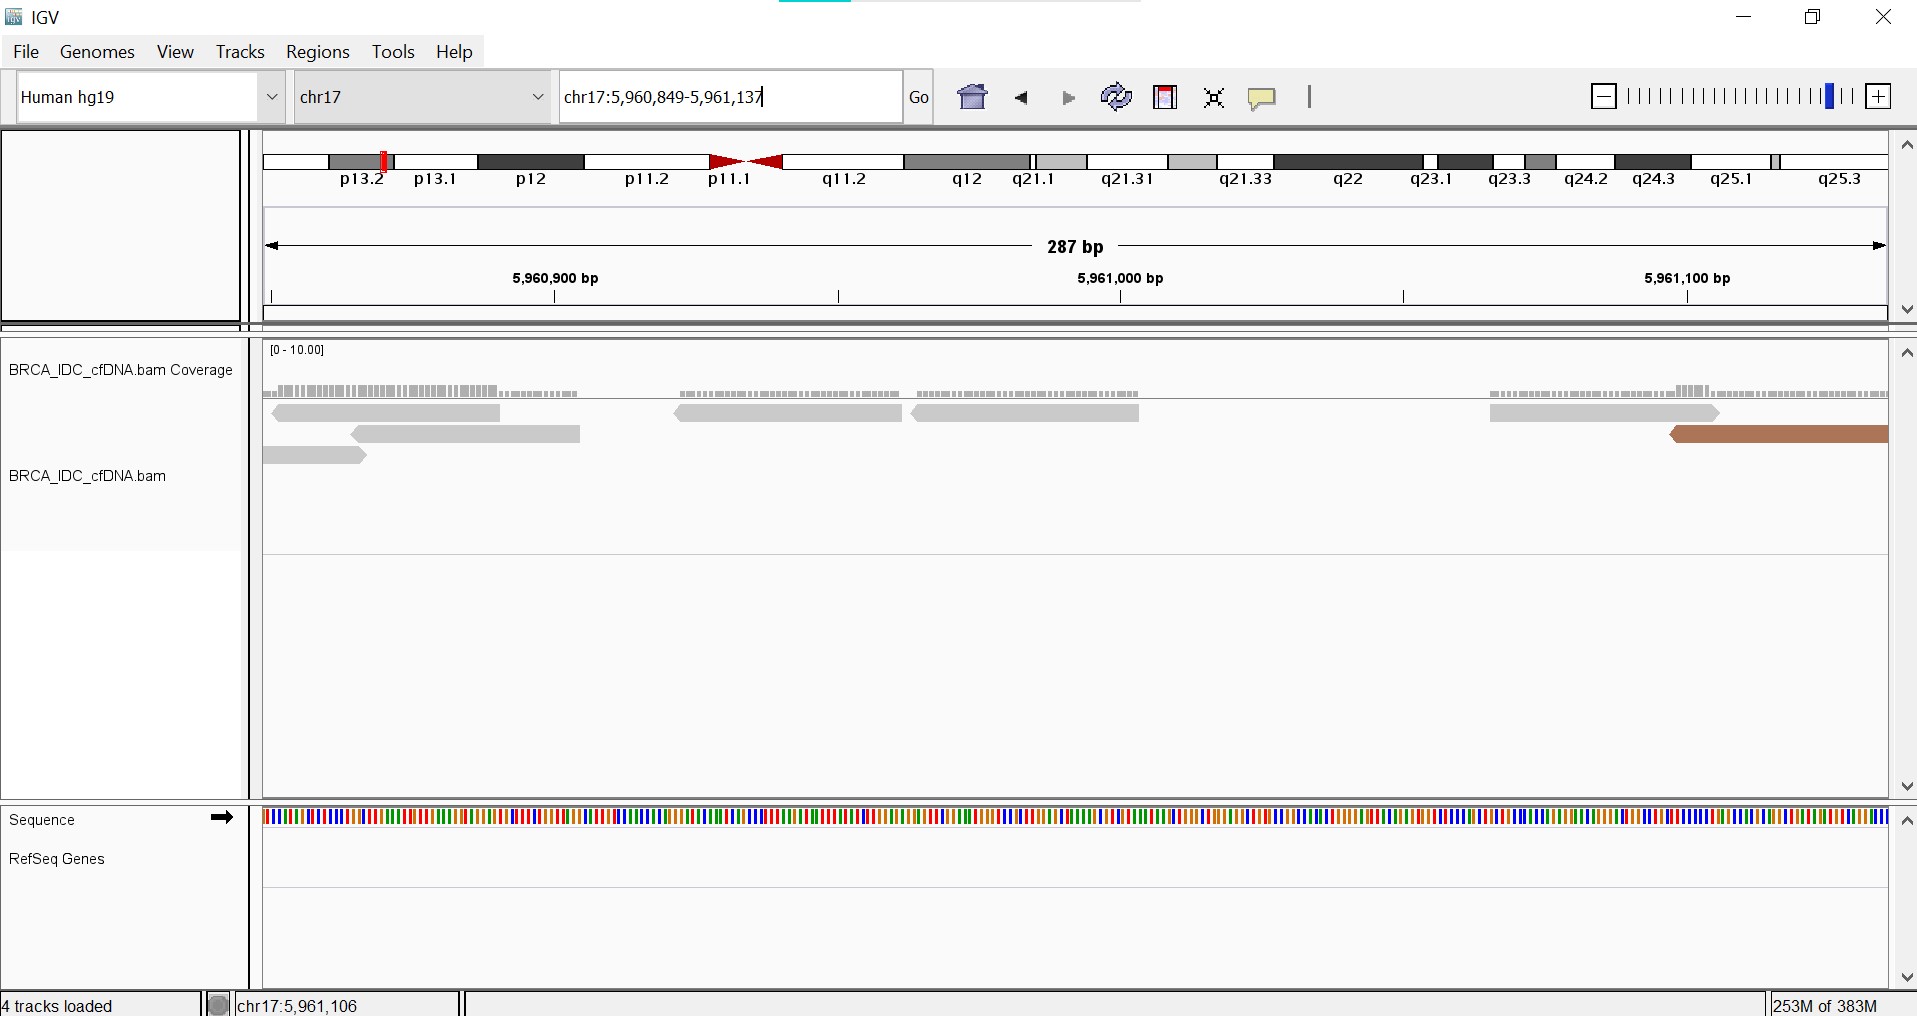 IGV
File Genomes View Tracks Regions Tools Help
Human hg19 chr17 chr17:5,960,849-5,961,137 Go
p13.2 p13.1 p12 p11.2 p11.1 q11.2 q12 q21.1 q21.31 q21.33 q22 q23.1 q23.3 q24.2 q24.3 q25.1 q25.3
287 bp
5,960,900 bp 5,961,000 bp 5,961,100 bp
[0 - 10.00]
BRCA_IDC_cfDNA.bam Coverage
BRCA_IDC_cfDNA.bam
Sequence
RefSeq Genes
4 tracks loaded chr17:5,961,106 253M of 383M